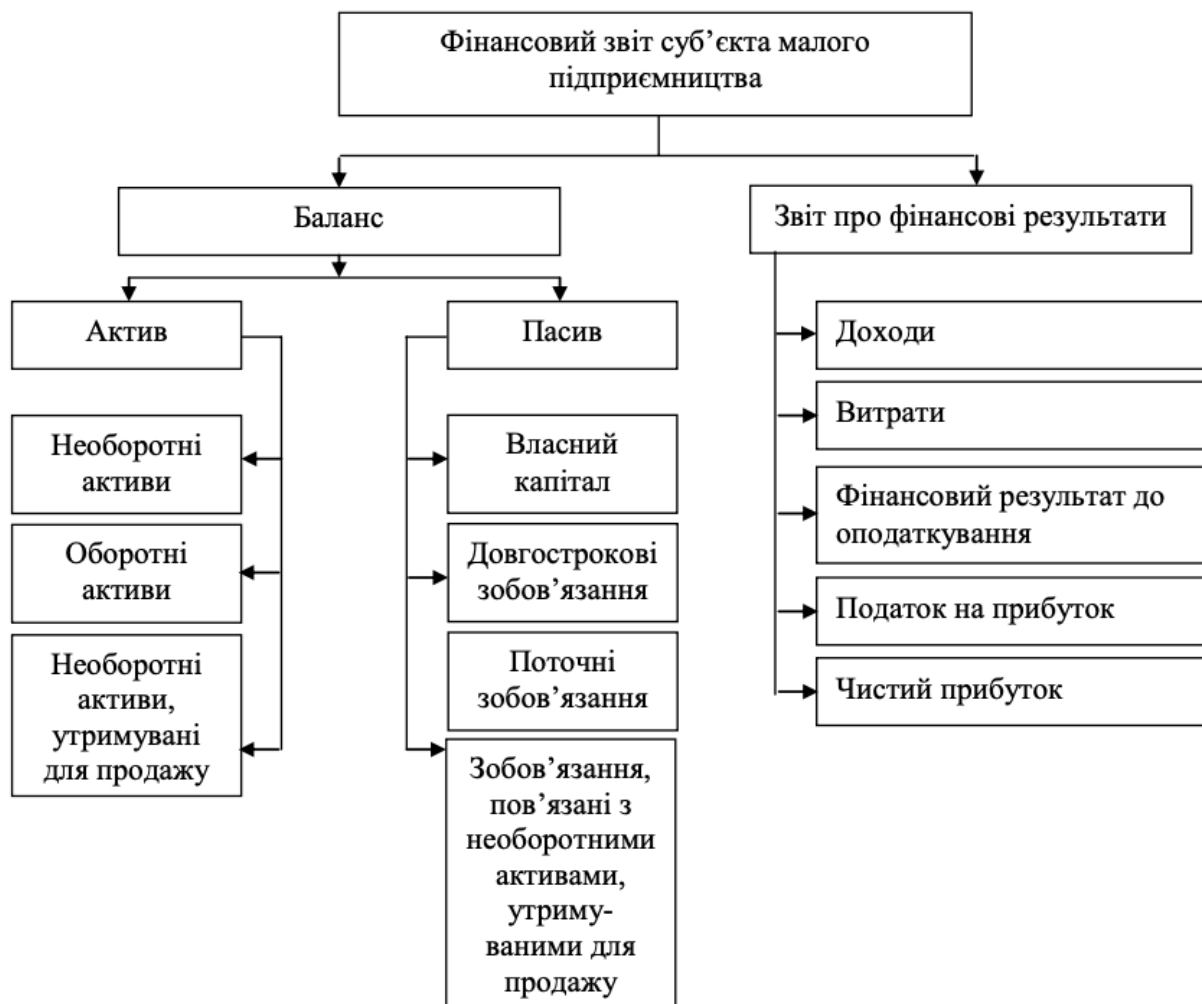 Фінансовий звіт суб’єкта малого
підприємництва
Баланс
Звіт про фінансові результати
Актив
Пасив
Необоротні
активи
Оборотні
активи
Необоротні
активи,
утримувані
для продажу
Власний
капітал
Довгострокові
зобов’язання
Поточні
зобов’язання
Зобов’язання,
пов’язані з
необоротними
активами,
утриму-
ваними для
продажу
Доходи
Витрати
Фінансовий результат до
оподаткування
Податок на прибуток
Чистий прибуток